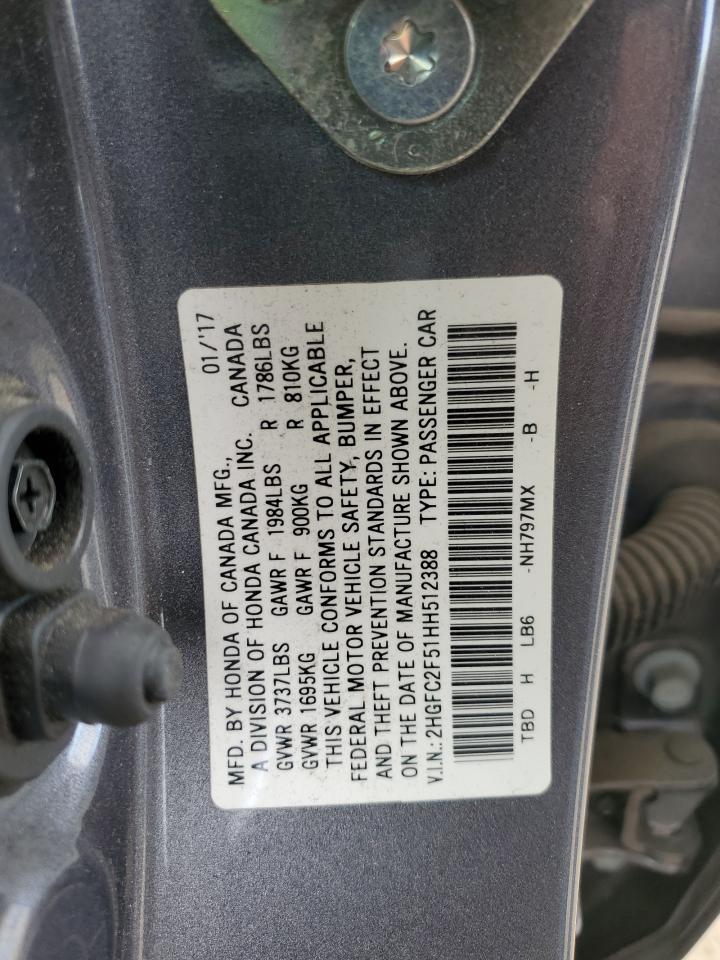 MFD. BY HONDA OF CANADA MFG., 01/'17
A DIVISION OF HONDA CANADA INC. CANADA
GVWR 3737LBS GAWR F 1984LBS R 1786LBS
GVWR 1695KG GAWR F 900KG R 810KG
THIS VEHICLE CONFORMS TO ALL APPLICABLE
FEDERAL MOTOR VEHICLE SAFETY, BUMPER,
AND THEFT PREVENTION STANDARDS IN EFFECT
ON THE DATE OF MANUFACTURE SHOWN ABOVE.
V.I.N.: 2HGFC2F51HH512388 TYPE: PASSENGER CAR
TBD H LB6 -NH797MX -B -H